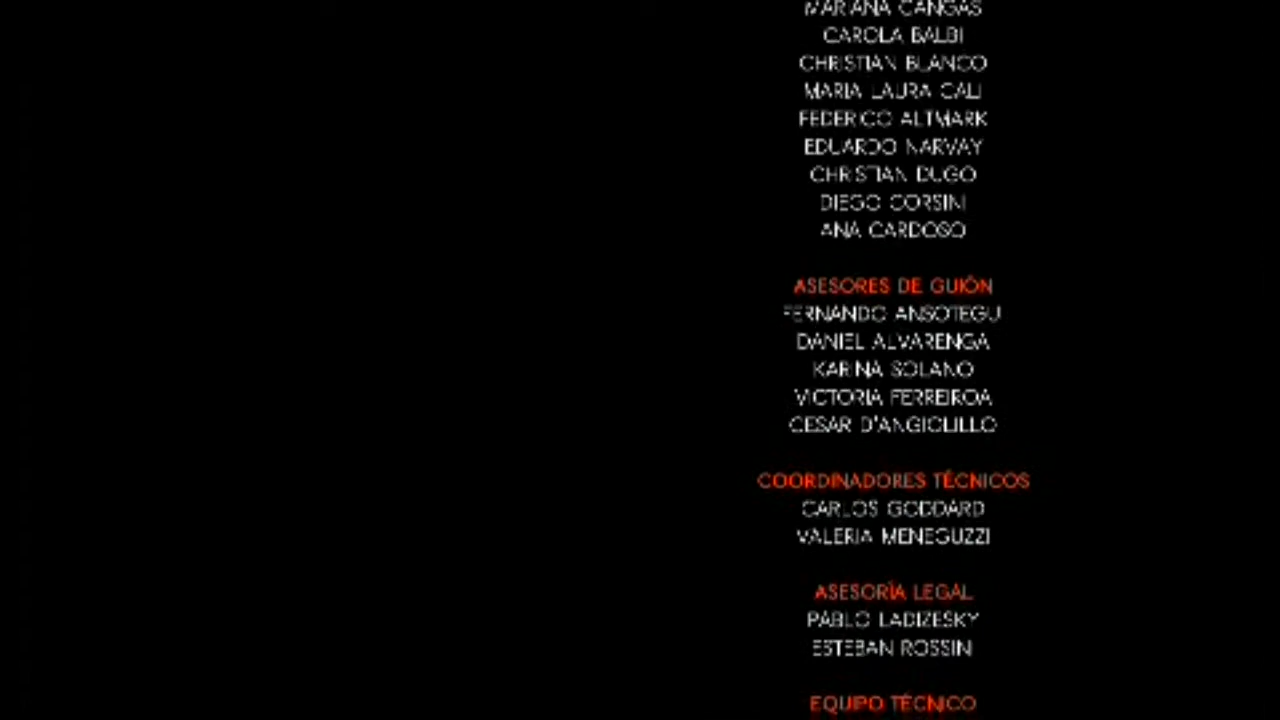 MARIANA CANGAS
CAROLA BALBI
CHRISTIAN BLANCO
MARIA LAURA CALI
FEDERICO ALTMARK
EDUARDO NARVAY
CHRISTIAN DUGO
DIEGO CORSINI
ANA CARDOSO
ASESORES DE GUIÓN
FERNANDO ANSOTEGUI
DANIEL ALVARENGA
KARINA SOLANO
VICTORIA FERREIROA
CESAR D'ANGIOLILLO
COORDINADORES TÉCNICOS
CARLOS GODDARD
VALERIA MENEGUZZI
ASESORÍA LEGAL
PABLO LADIZESKY
ESTEBAN ROSSINI
EQUIPO TÉCNICO